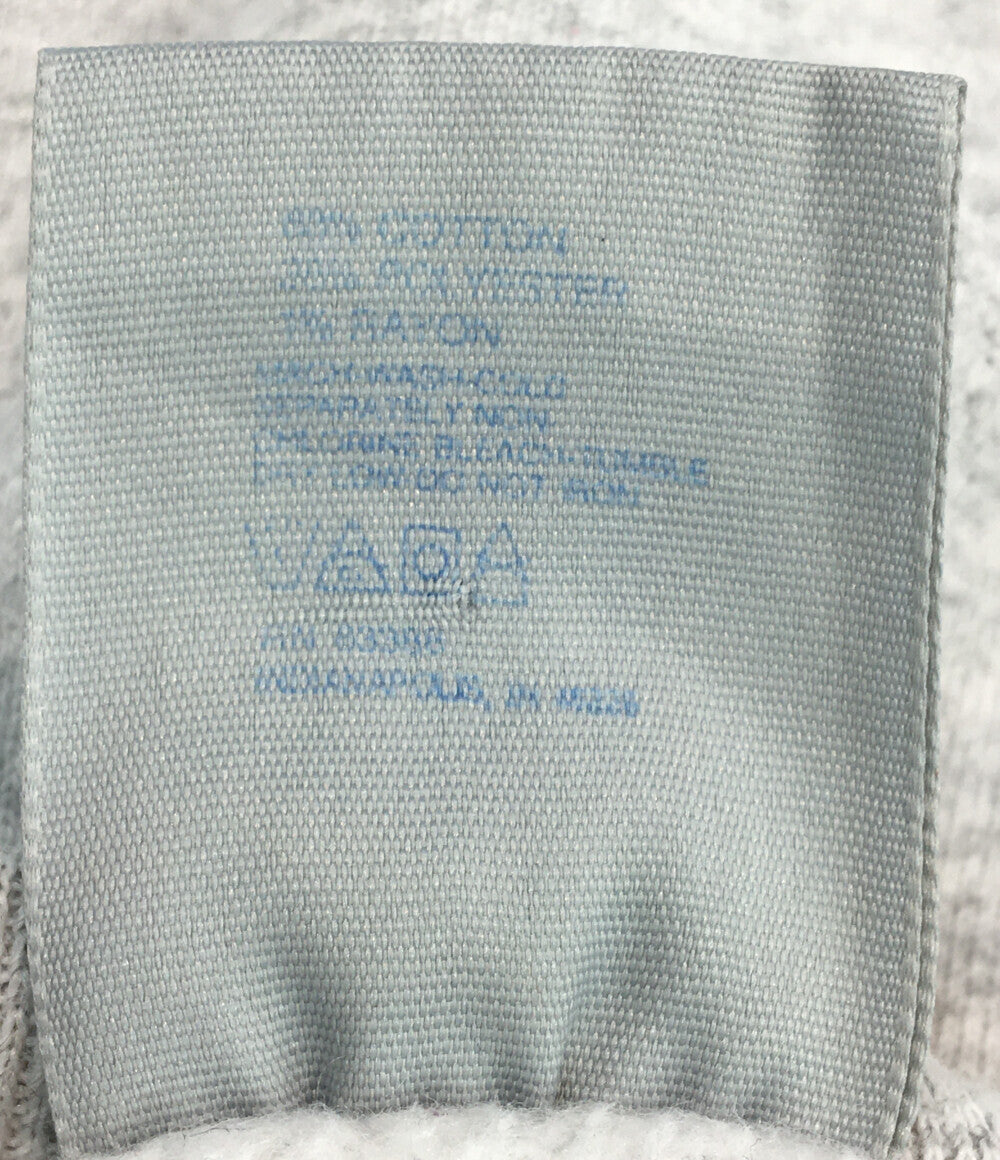 COTTON
POLYESTER
1% RAYON
MACH.WASH-COLD
SEPARATELY NON
CHLORINE BLEACH-TUMBLE
DRY LOW-DO NOT IRON
RN
INDIANAPOLIS, IN